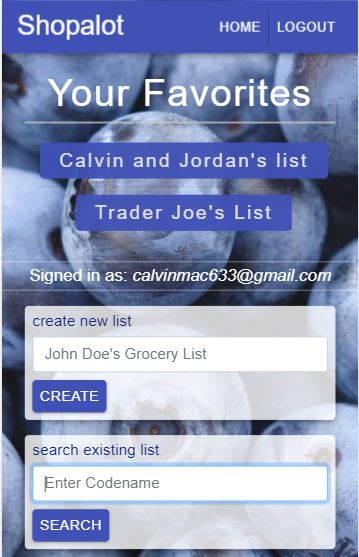 Shopalot
HOME LOGOUT
Your Favorites
Calvin and Jordan's list
Trader Joe's List
Signed in as: calvinmac633@gmail.com
create new list
John Doe's Grocery List
CREATE
search existing list
Enter Codename
SEARCH